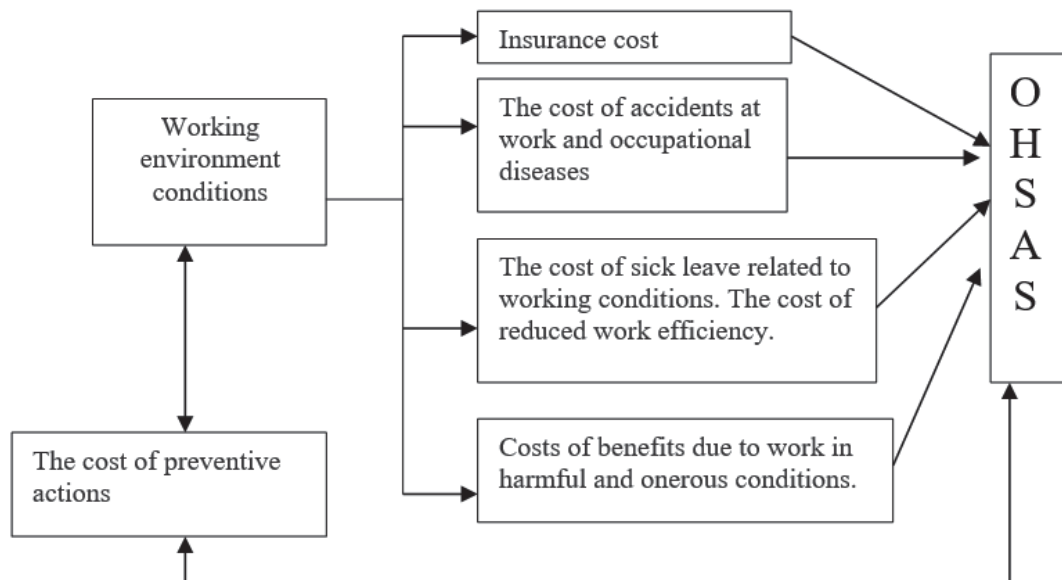 Insurance cost
Working
environment
conditions
The cost of accidents at
work and occupational
diseases
The cost of sick leave related to
working conditions. The cost of
reduced work efficiency.
The cost of preventive
actions
Costs of benefits due to work in
harmful and onerous conditions.
O
H
S
A
S